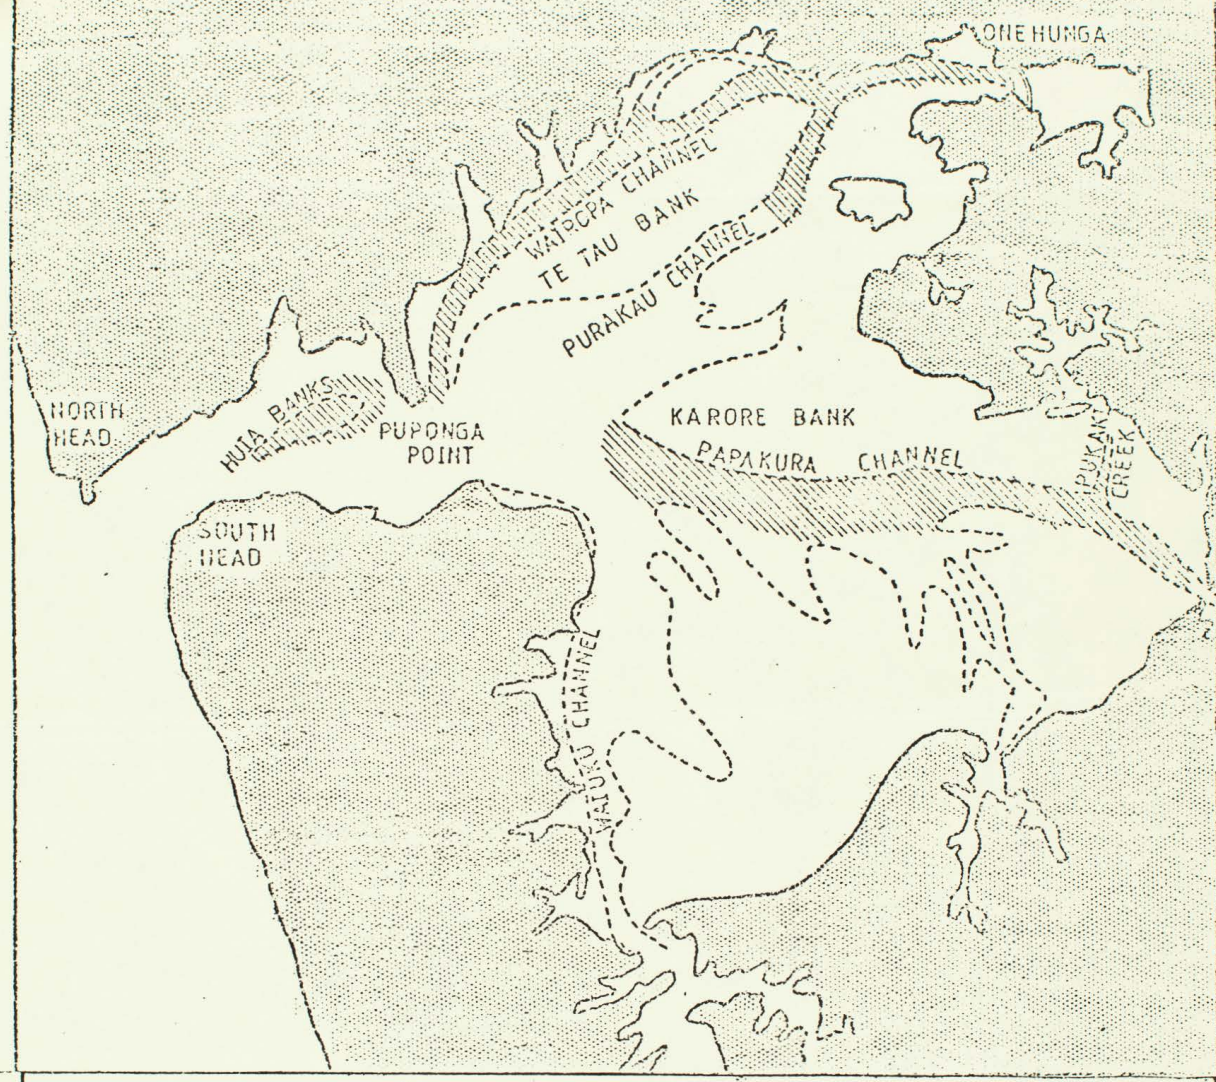 ONEHUNGA
WAIROPA CHANNEL
TE TAU BANK
PURAKAU CHANNEL
NORTH
HEAD
HUIA BANKS
PUPONGA
POINT
KARORE BANK
PAPAKURA CHANNEL
PUKAKI
CREEK
SOUTH
HEAD
WAIUKU CHANNEL